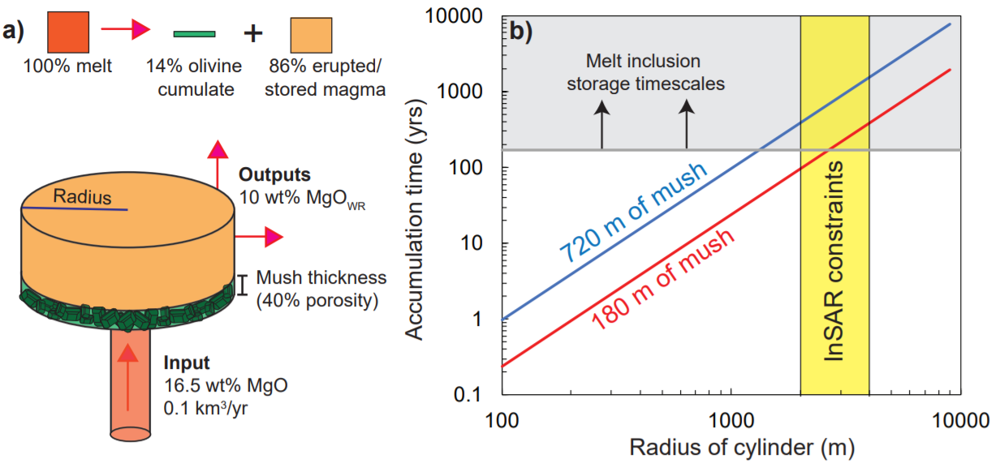 a)
100% melt
+
14% olivine
cumulate
86% erupted/
stored magma
Radius
Outputs
10 wt% MgO_WR
Mush thickness
(40% porosity)
Input
16.5 wt% MgO
0.1 km³/yr
b)
Melt inclusion
storage timescales
720 m of mush
180 m of mush
InSAR constraints
Accumulation time (yrs)
10000
1000
100
10
1
0.1
100
1000
10000
Radius of cylinder (m)